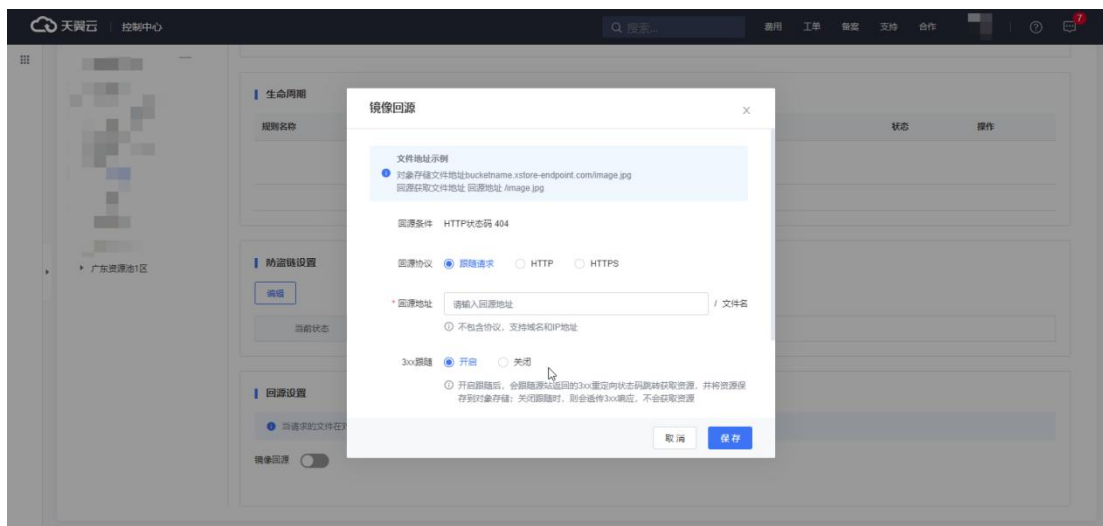 天翼云 控制中心 搜索... 费用 工单 备案 支持 合作 7
生命周期
规则名称 状态 操作
广东资源池1区
防盗链设置
编辑
当前状态
回源设置
当请求的文件在
镜像回源
镜像回源
文件地址示例
对象存储文件地址bucketname.xstore-endpoint.com/image.jpg
回源获取文件地址 回源地址 /image.jpg
回源条件 HTTP状态码 404
回源协议 跟随请求 HTTP HTTPS
* 回源地址 请输入回源地址 / 文件名
不包含协议，支持域名和IP地址
3xx跟随 开启 关闭
开启跟随后，会跟随源站返回的3xx重定向状态码跳转获取资源，并将资源保
存到对象存储；关闭跟随时，则会透传3xx响应，不会获取资源
取消 保存